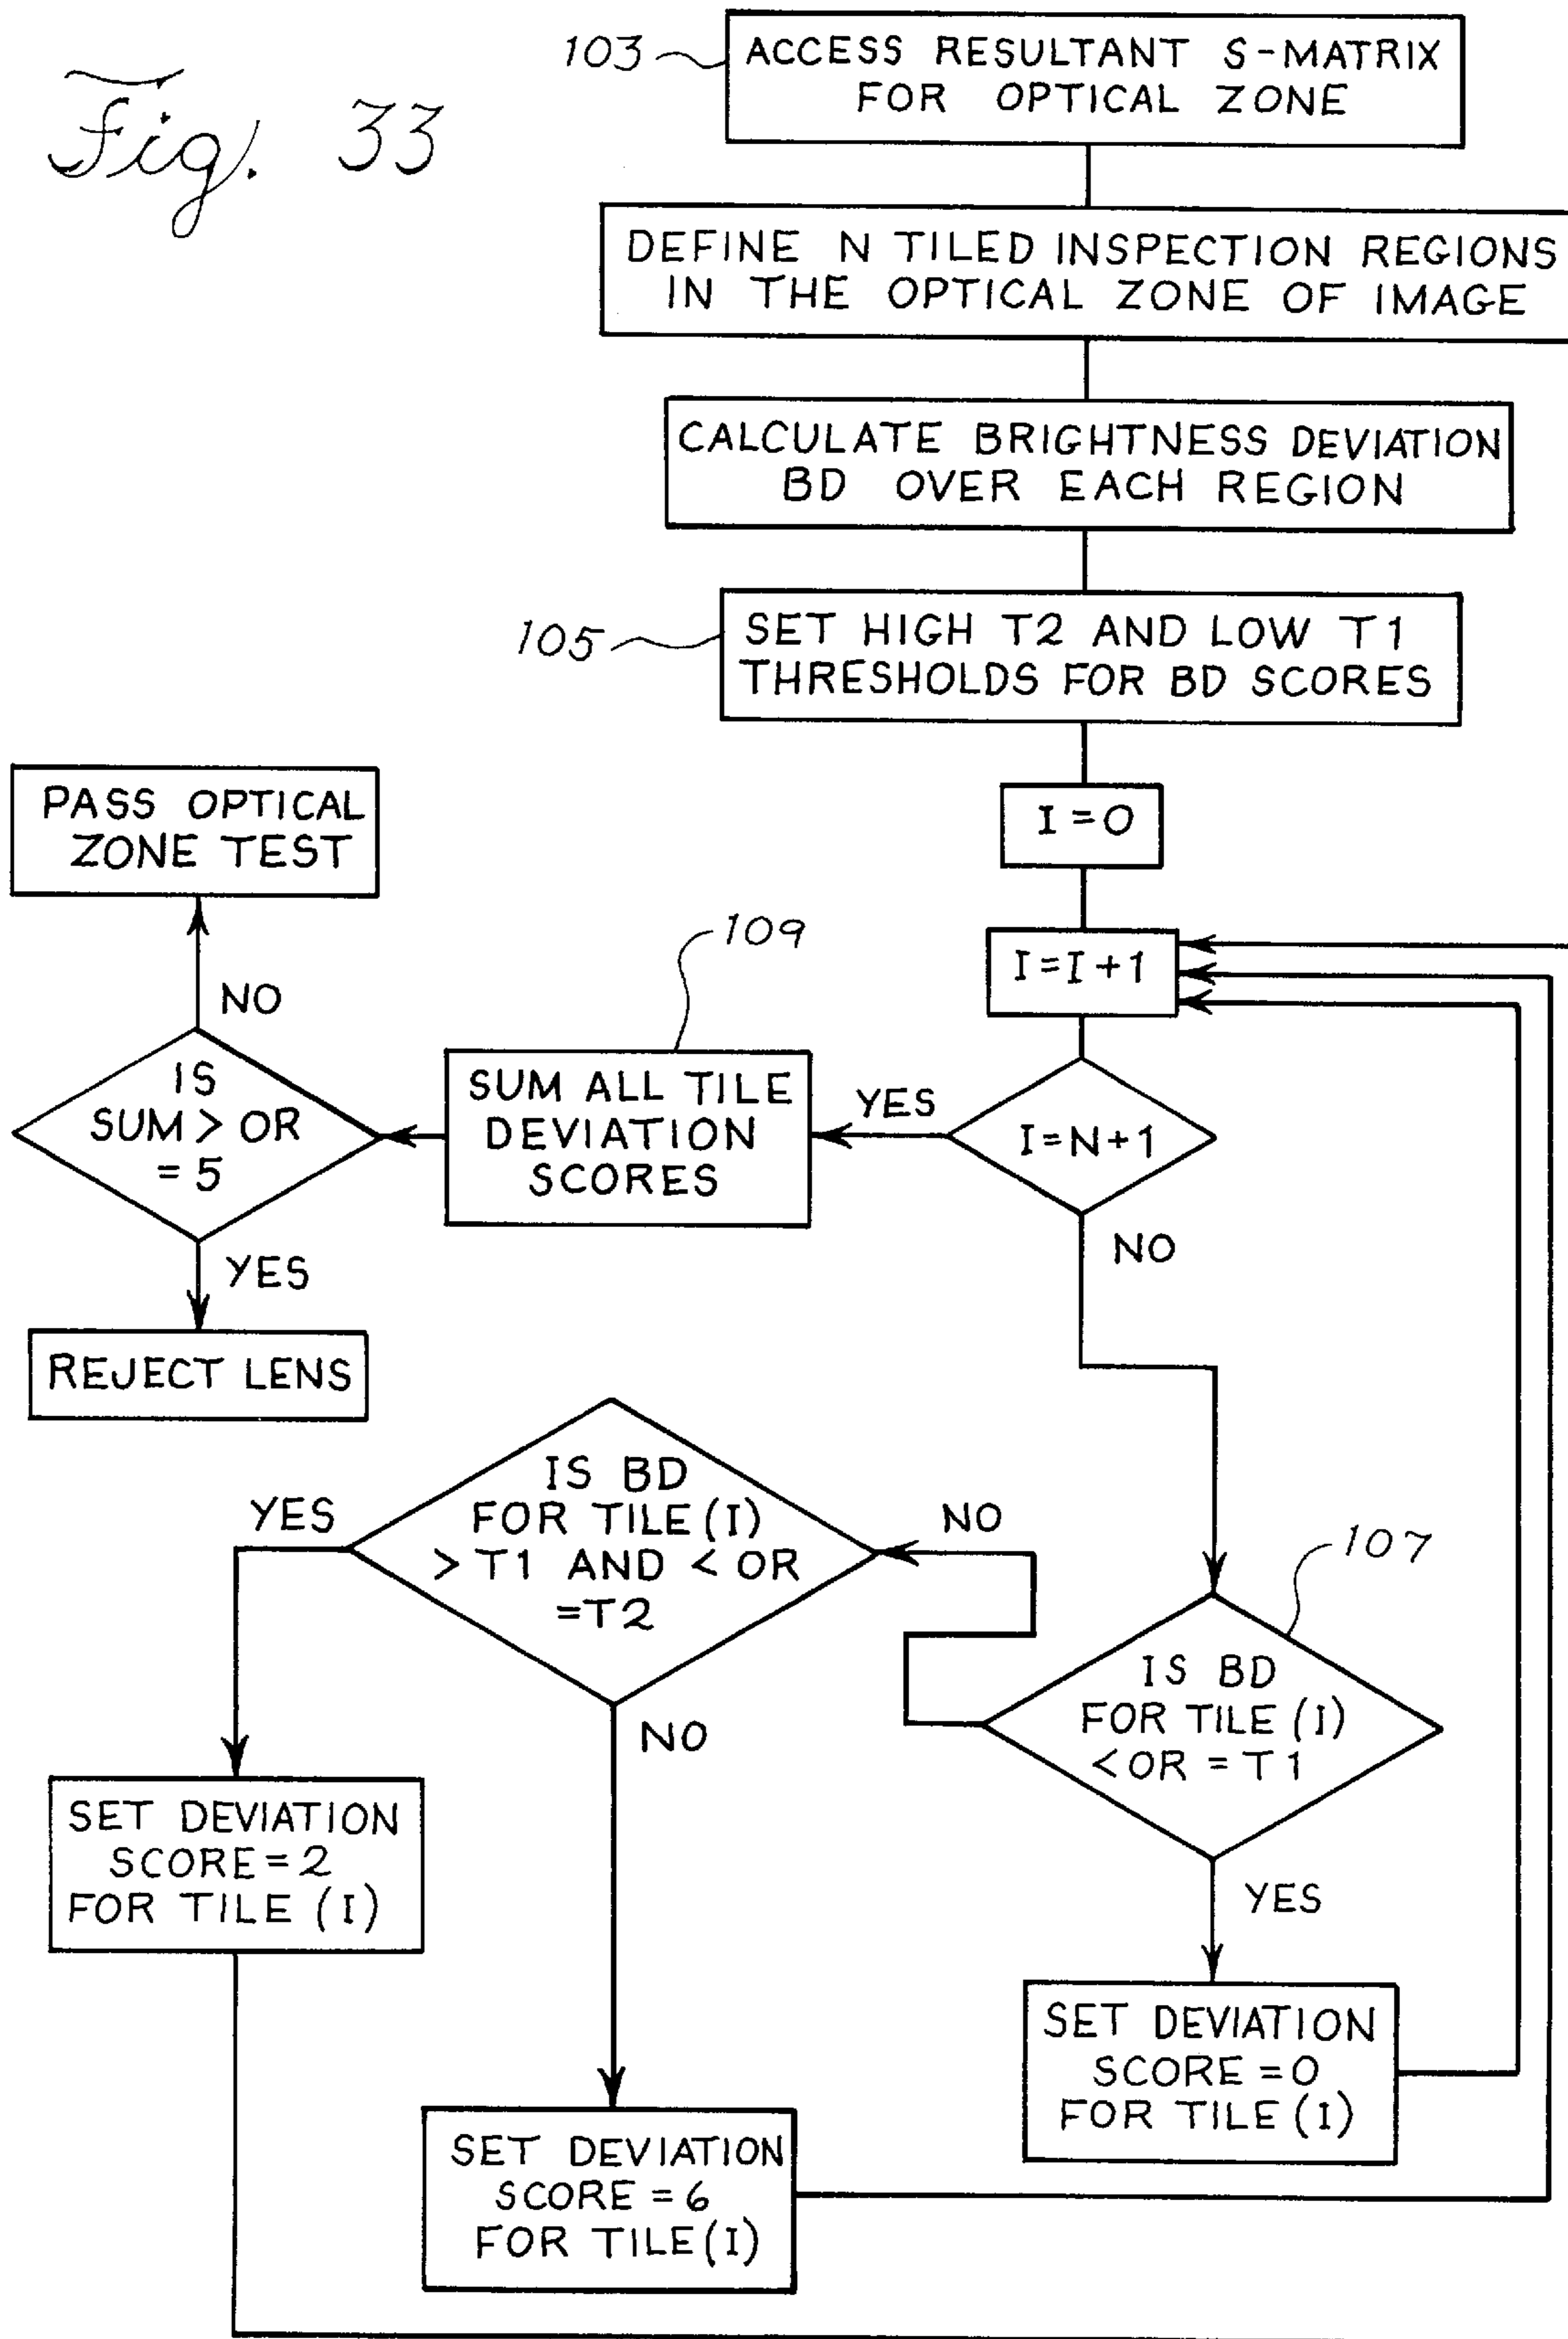 Fig. 33
103
ACCESS RESULTANT S-MATRIX
FOR OPTICAL ZONE
DEFINE N TILED INSPECTION REGIONS
IN THE OPTICAL ZONE OF IMAGE
CALCULATE BRIGHTNESS DEVIATION
BD OVER EACH REGION
105
SET HIGH T2 AND LOW T1
THRESHOLDS FOR BD SCORES
I=0
I=I+1
I=N+1
YES
NO
109
SUM ALL TILE
DEVIATION
SCORES
IS
SUM > OR
= 5
NO
PASS OPTICAL
ZONE TEST
YES
REJECT LENS
107
IS BD
FOR TILE (I)
< OR = T1
NO
YES
IS BD
FOR TILE (I)
> T1 AND < OR
=T2
YES
NO
SET DEVIATION
SCORE=2
FOR TILE (I)
SET DEVIATION
SCORE = 6
FOR TILE (I)
SET DEVIATION
SCORE =0
FOR TILE (I)